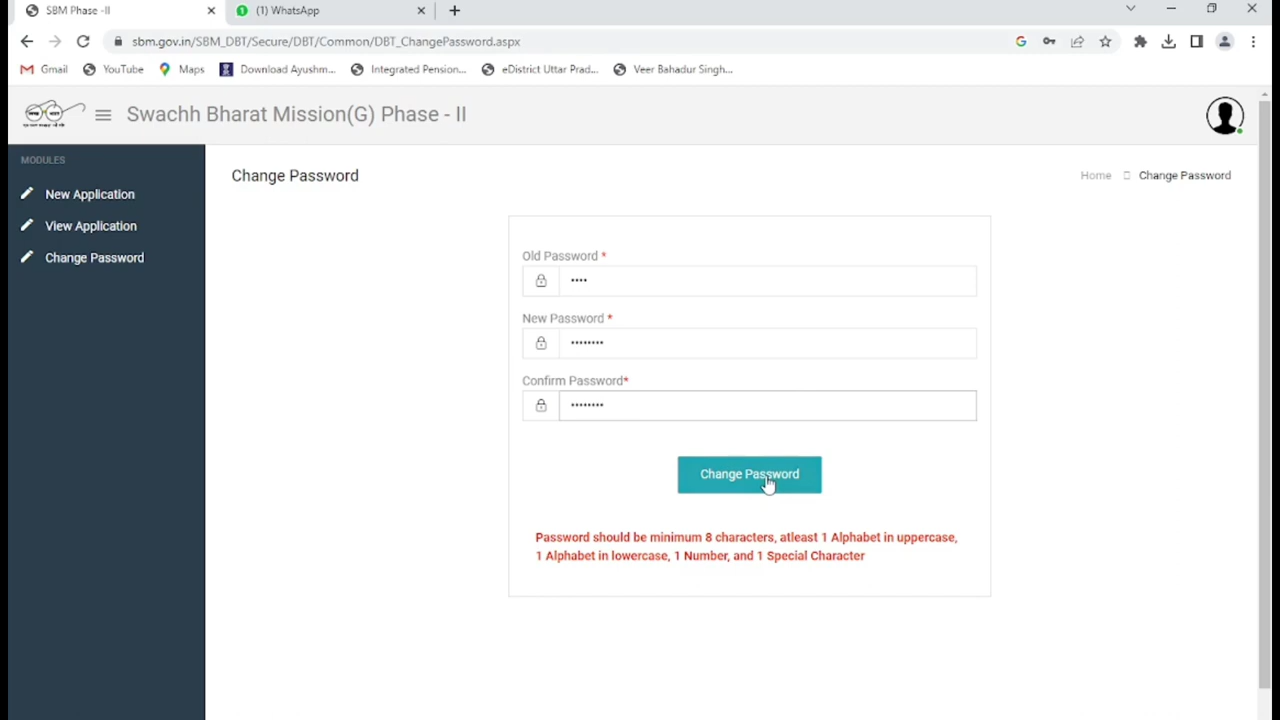 SBM Phase -II
(1) WhatsApp
sbm.gov.in/SBM_DBT/Secure/DBT/Common/DBT_ChangePassword.aspx
Gmail YouTube Maps Download Ayushm... Integrated Pension... eDistrict Uttar Prad... Veer Bahadur Singh...
Swachh Bharat Mission(G) Phase - II
MODULES
New Application
View Application
Change Password
Change Password
Home Change Password
Old Password *
••••
New Password *
••••••••
Confirm Password*
••••••••
Change Password
Password should be minimum 8 characters, atleast 1 Alphabet in uppercase,
1 Alphabet in lowercase, 1 Number, and 1 Special Character